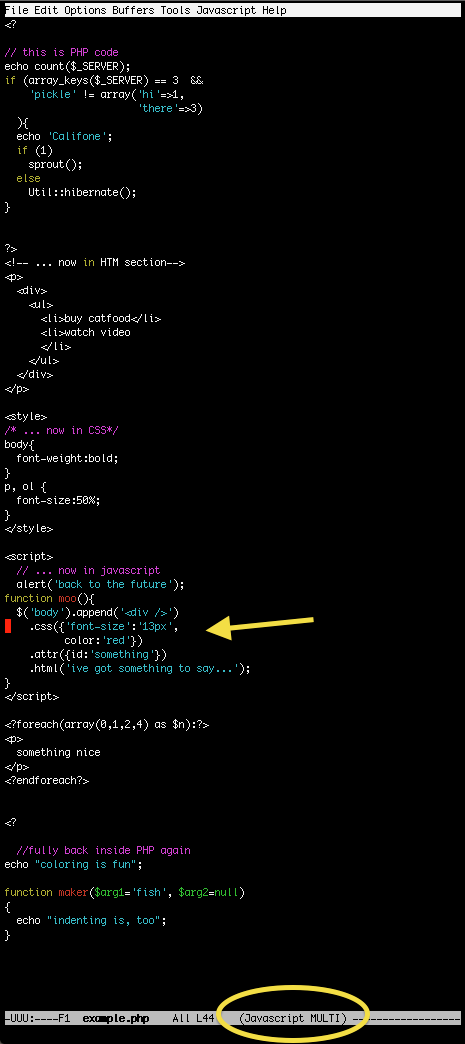 File Edit Options Buffers Tools Javascript Help
<?
// this is PHP code
echo count($_SERVER);
if (array_keys($_SERVER) == 3  &&
    'pickle' != array('hi'=>1,
                      'there'=>3)
  ){
  echo 'Califone';
  if (1)
    sprout();
  else
    Util::hibernate();
}
?>
<!-- ... now in HTM section-->
<p>
  <div>
    <ul>
      <li>buy catfood</li>
      <li>watch video
      </li>
    </ul>
  </div>
</p>
<style>
/* ... now in CSS*/
body{
  font-weight:bold;
}
p, ol {
  font-size:50%;
}
</style>
<script>
  // ... now in javascript
  alert('back to the future');
function moo(){
  $('body').append('<div />')
    .css({'font-size':'13px',
          color:'red'})
    .attr({id:'something'})
    .html('ive got something to say...');
}
</script>
<?foreach(array(0,1,2,4) as $n):?>
<p>
  something nice
</p>
<?endforeach?>
<?
  //fully back inside PHP again
echo "coloring is fun";
function maker($arg1='fish', $arg2=null)
{
  echo "indenting is, too";
}
-UUU:----F1  example.php    All L44    (Javascript MULTI) --------------------